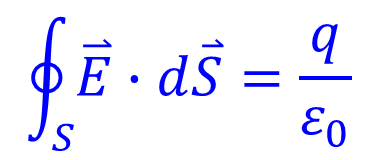 ∮_S E⃗ · dS⃗ = q/ε₀